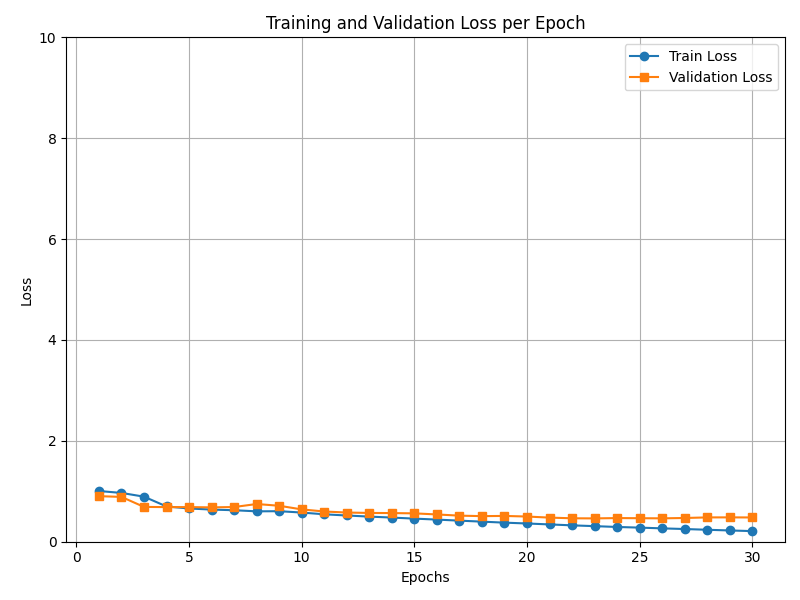 Training and Validation Loss per Epoch
Train Loss
Validation Loss
10
8
6
4
2
0
Loss
0 5 10 15 20 25 30
Epochs